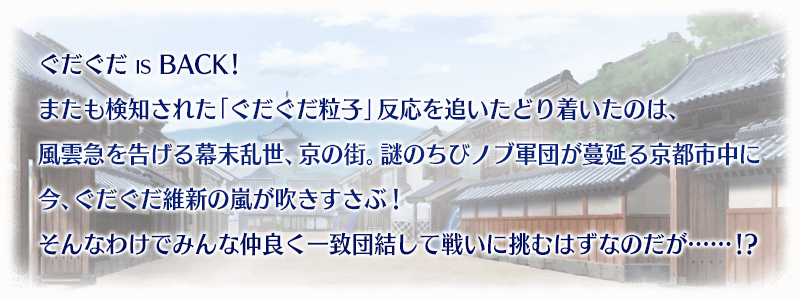 ぐだぐだ IS BACK！
またも検知された「ぐだぐだ粒子」反応を追いたどり着いたのは、
風雲急を告げる幕末乱世、京の街。謎のちびノブ軍団が蔓延る京都市中に
今、ぐだぐだ維新の嵐が吹きすさぶ！
そんなわけでみんな仲良く一致団結して戦いに挑むはずなのだが……！？